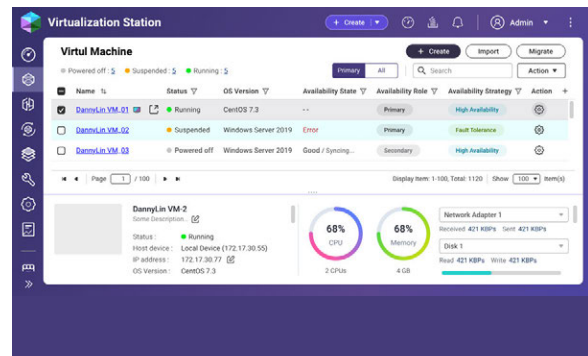 Virtualization Station
+ Create
Admin
Virtul Machine
+ Create Import Migrate
Powered off : 5 Suspended : 5 Running : 5
Primary All Search Action
Name Status OS Version Availability State Availability Role Availability Strategy Action +
DannyLin VM_01 Running CentOS 7.3 -- Primary High Availability
DannyLin VM_02 Suspended Windows Server 2019 Error Primary Fault Tolerance
DannyLin VM_03 Powered off Windows Server 2019 Good / Syncing... Secondary High Availability
Page 1 / 100 Display item: 1-100, Total: 1120 Show 100 item(s)
DannyLin VM-2
Some Description...
Status : Running
Host device : Local Device (172.17.30.55)
IP address : 172.17.30.77
OS Version : CentOS 7.3
68%
CPU
2 CPUs
68%
Memory
4 GB
Network Adapter 1
Received 421 KBPs Sent 421 KBPs
Disk 1
Read 421 KBPs Write 421 KBPs